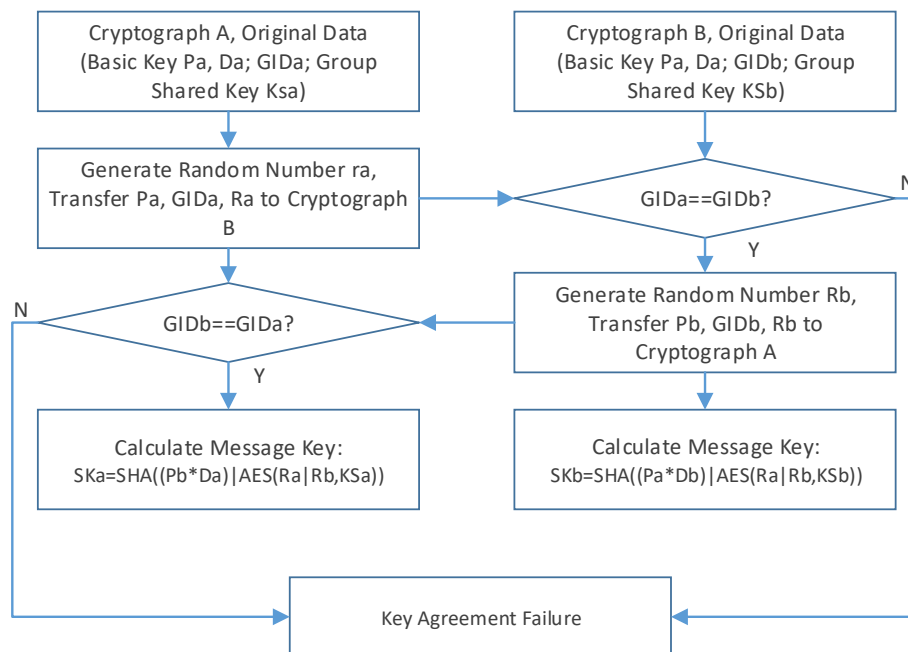 Cryptograph A, Original Data
(Basic Key Pa, Da; GIDa; Group
Shared Key Ksa)
Cryptograph B, Original Data
(Basic Key Pa, Da; GIDb; Group
Shared Key KSb)
Generate Random Number ra,
Transfer Pa, GIDa, Ra to Cryptograph
B
GIDa==GIDb?
N
Y
N
GIDb==GIDa?
Y
Generate Random Number Rb,
Transfer Pb, GIDb, Rb to
Cryptograph A
Calculate Message Key:
SKa=SHA((Pb*Da)|AES(Ra|Rb,KSa))
Calculate Message Key:
SKb=SHA((Pa*Db)|AES(Ra|Rb,KSb))
Key Agreement Failure